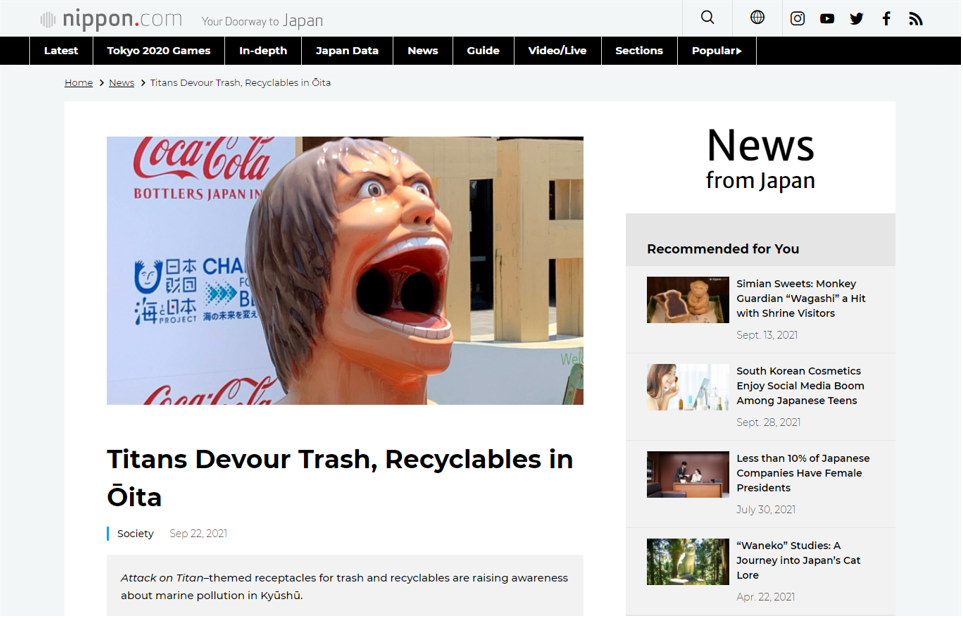 nippon.com Your Doorway to Japan
Latest Tokyo 2020 Games In-depth Japan Data News Guide Video/Live Sections Popular
Home > News > Titans Devour Trash, Recyclables in Ōita
Coca-Cola
BOTTLERS JAPAN IN
日本
財団
海と日本
PROJECT
CHA
FO
BL
海の未来を変え
Coca-Cola
Wel
Titans Devour Trash, Recyclables in
Ōita
Society Sep 22, 2021
Attack on Titan–themed receptacles for trash and recyclables are raising awareness
about marine pollution in Kyūshū.
News
from Japan
Recommended for You
Simian Sweets: Monkey
Guardian “Wagashi” a Hit
with Shrine Visitors
Sept. 13, 2021
South Korean Cosmetics
Enjoy Social Media Boom
Among Japanese Teens
Sept. 28, 2021
Less than 10% of Japanese
Companies Have Female
Presidents
July 30, 2021
“Waneko” Studies: A
Journey into Japan’s Cat
Lore
Apr. 22, 2021